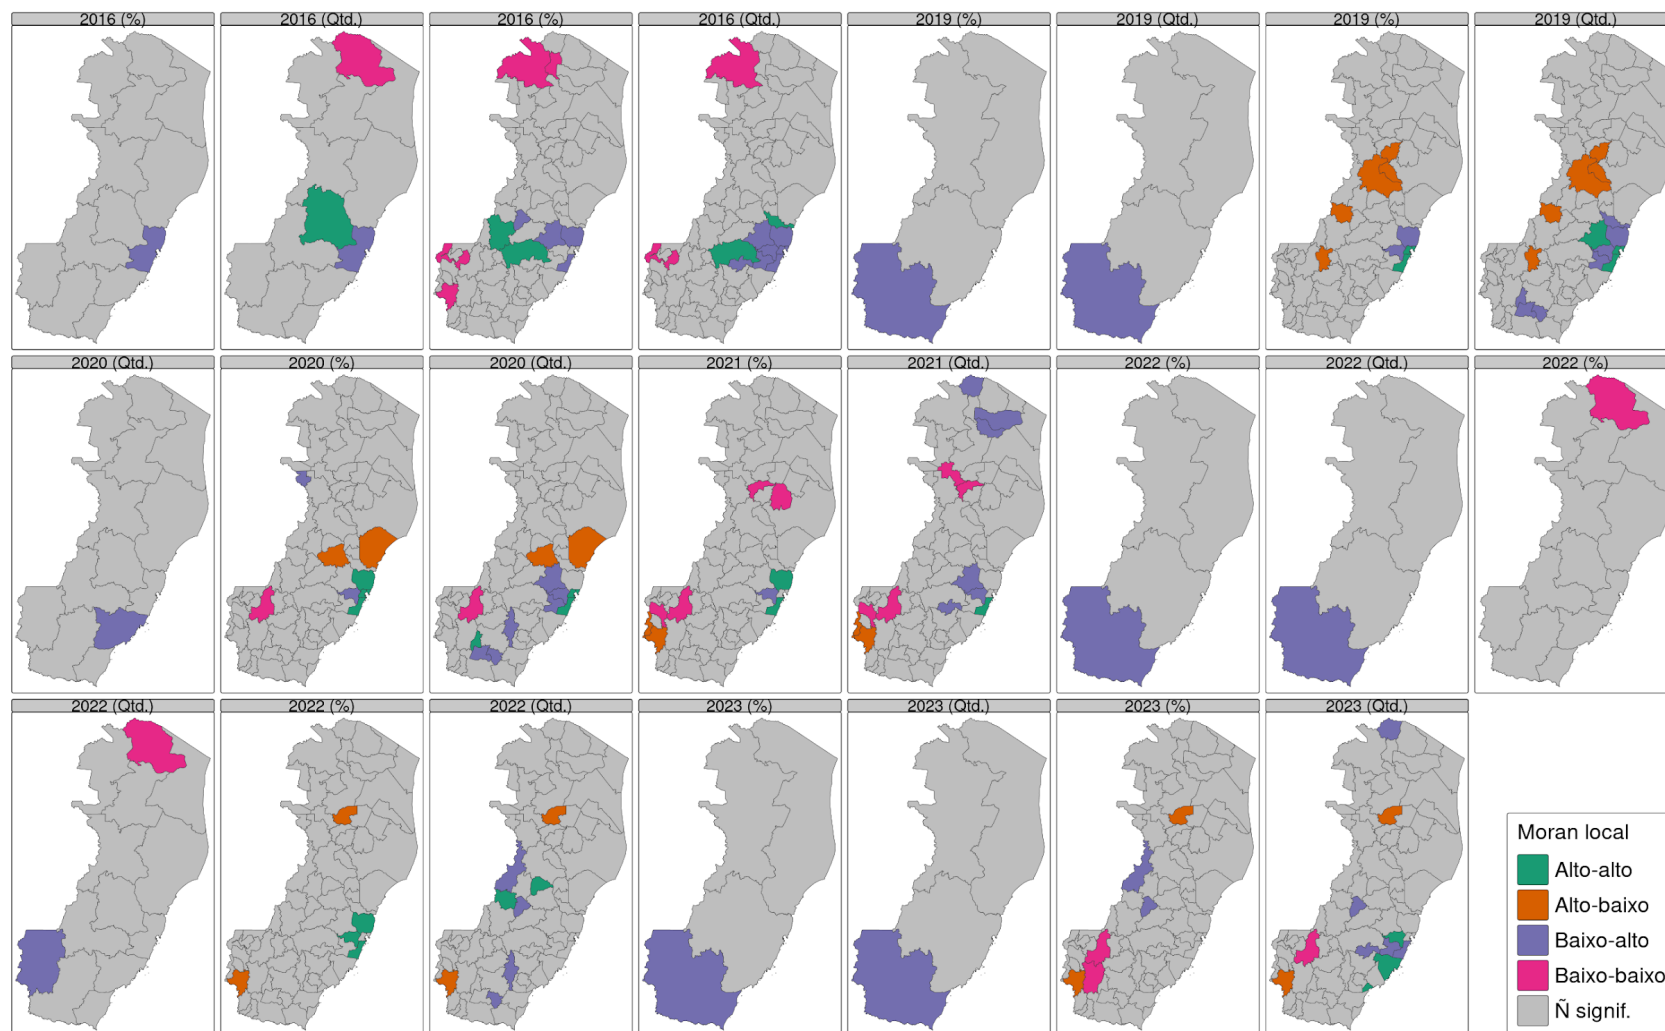 2016 (%)
2016 (Qtd.)
2016 (%)
2016 (Qtd.)
2019 (%)
2019 (Qtd.)
2019 (%)
2019 (Qtd.)
2020 (Qtd.)
2020 (%)
2020 (Qtd.)
2021 (%)
2021 (Qtd.)
2022 (%)
2022 (Qtd.)
2022 (%)
2022 (Qtd.)
2022 (%)
2022 (Qtd.)
2023 (%)
2023 (Qtd.)
2023 (%)
2023 (Qtd.)
Moran local
Alto-alto
Alto-baixo
Baixo-alto
Baixo-baixo
Ñ signif.